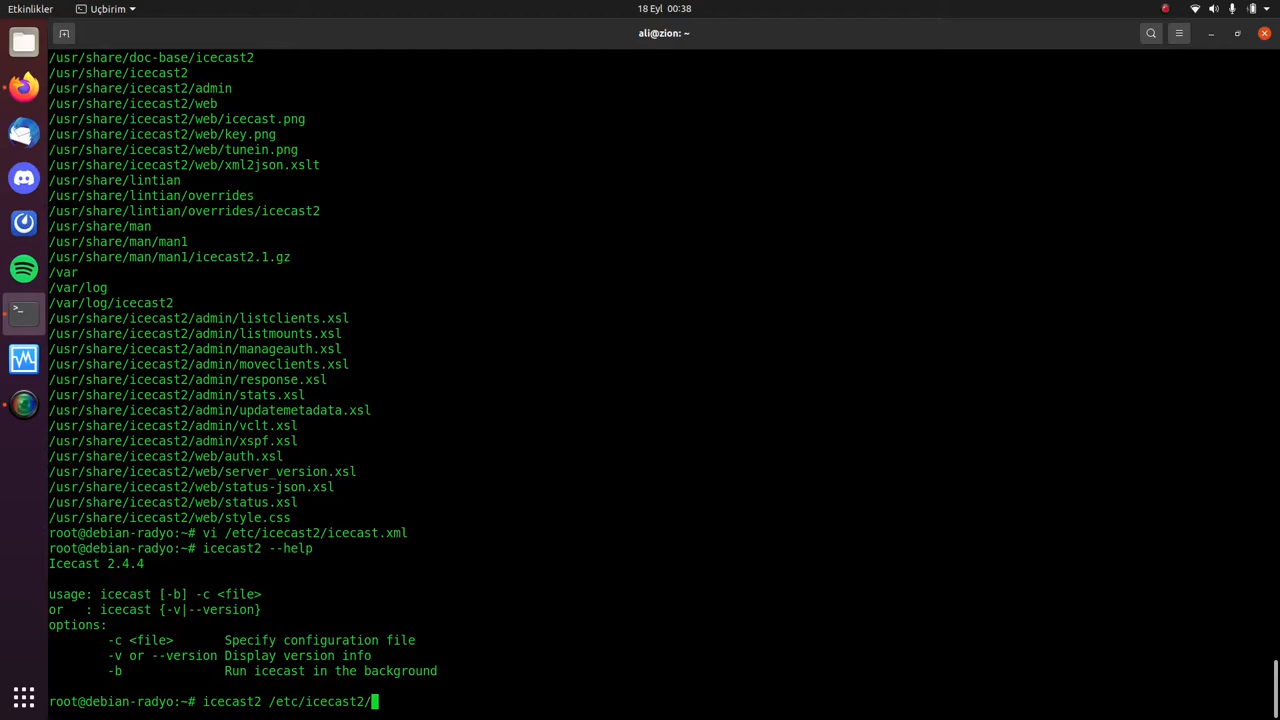 Etkinlikler
Uçbirim
18 Eyl 00:38
ali@zion: ~
/usr/share/doc-base/icecast2
/usr/share/icecast2
/usr/share/icecast2/admin
/usr/share/icecast2/web
/usr/share/icecast2/web/icecast.png
/usr/share/icecast2/web/key.png
/usr/share/icecast2/web/tunein.png
/usr/share/icecast2/web/xml2json.xslt
/usr/share/lintian
/usr/share/lintian/overrides
/usr/share/lintian/overrides/icecast2
/usr/share/man
/usr/share/man/man1
/usr/share/man/man1/icecast2.1.gz
/var
/var/log
/var/log/icecast2
/usr/share/icecast2/admin/listclients.xsl
/usr/share/icecast2/admin/listmounts.xsl
/usr/share/icecast2/admin/manageauth.xsl
/usr/share/icecast2/admin/moveclients.xsl
/usr/share/icecast2/admin/response.xsl
/usr/share/icecast2/admin/stats.xsl
/usr/share/icecast2/admin/updatemetadata.xsl
/usr/share/icecast2/admin/vclt.xsl
/usr/share/icecast2/admin/xspf.xsl
/usr/share/icecast2/web/auth.xsl
/usr/share/icecast2/web/server_version.xsl
/usr/share/icecast2/web/status-json.xsl
/usr/share/icecast2/web/status.xsl
/usr/share/icecast2/web/style.css
root@debian-radyo:~# vi /etc/icecast2/icecast.xml
root@debian-radyo:~# icecast2 --help
Icecast 2.4.4
usage: icecast [-b] -c <file>
or   : icecast {-v|--version}
options:
-c <file>       Specify configuration file
-v or --version Display version info
-b              Run icecast in the background
root@debian-radyo:~# icecast2 /etc/icecast2/